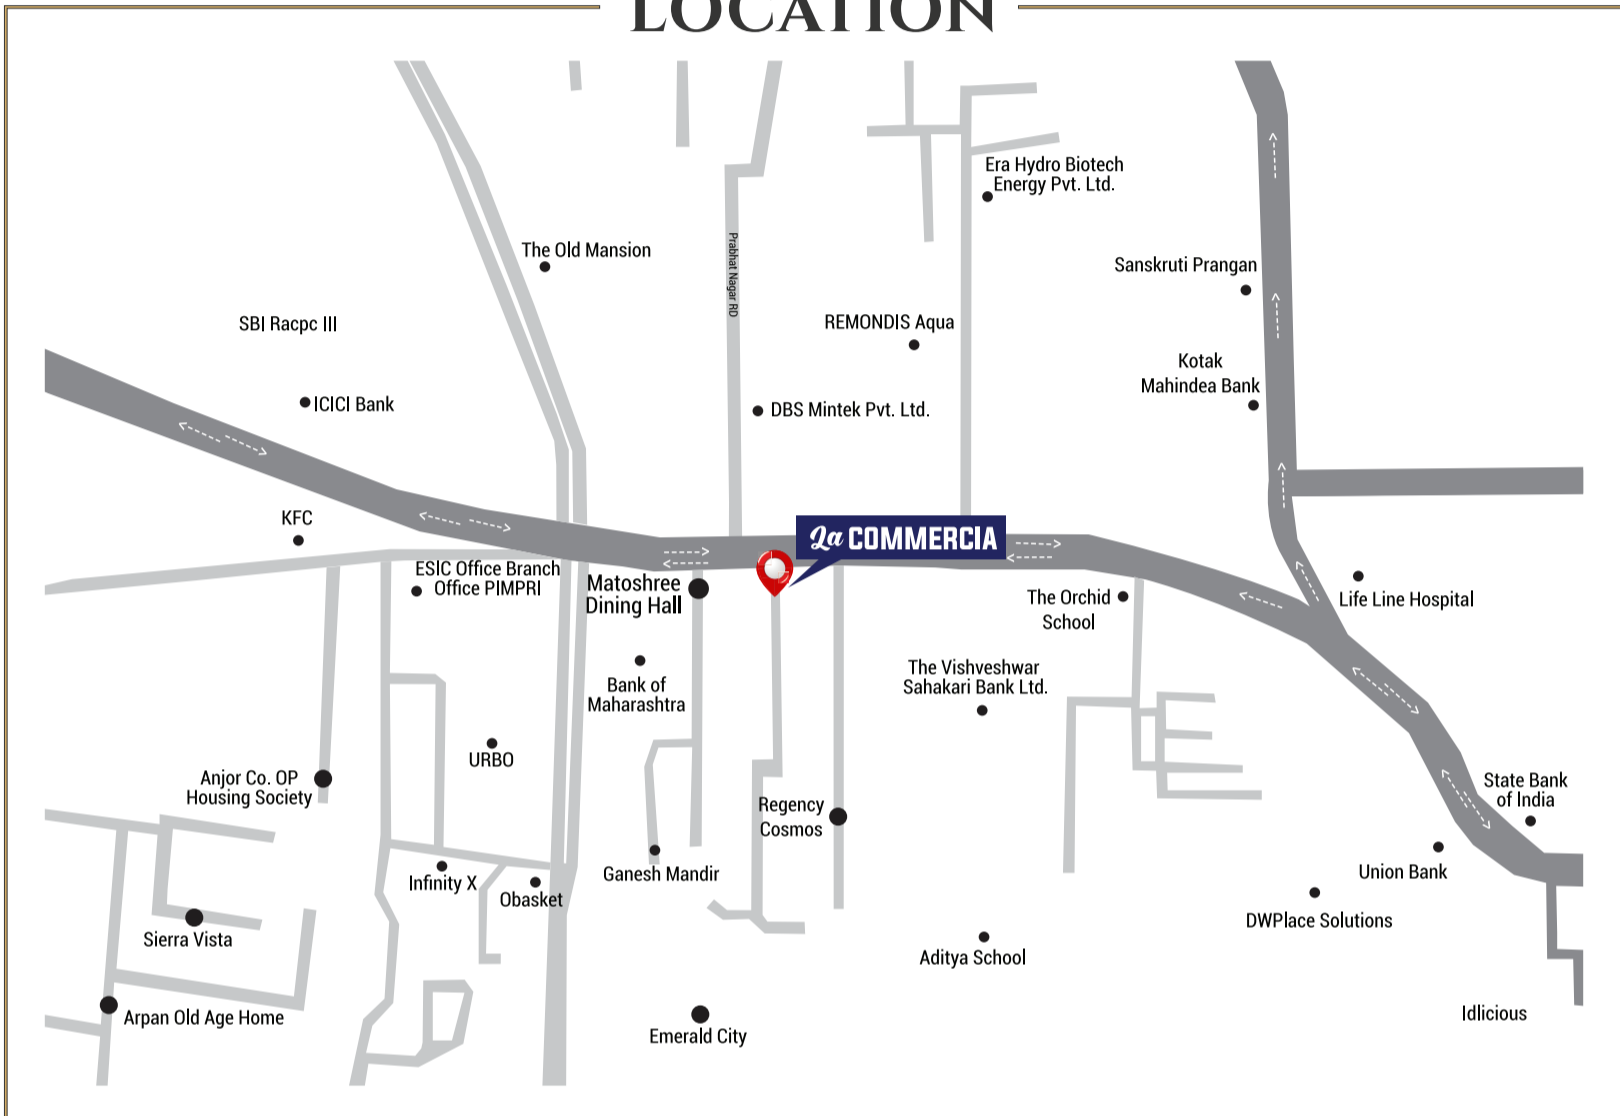 LOCATION
Era Hydro Biotech
Energy Pvt. Ltd.
The Old Mansion
Prabhat Nagar RD
Sanskruti Prangan
SBI Racpc III
REMONDIS Aqua
Kotak
Mahindea Bank
ICICI Bank
DBS Mintek Pvt. Ltd.
KFC
La COMMERCIA
ESIC Office Branch
Office PIMPRI
Matoshree
Dining Hall
The Orchid
School
Life Line Hospital
Bank of
Maharashtra
The Vishveshwar
Sahakari Bank Ltd.
URBO
Anjor Co. OP
Housing Society
Regency
Cosmos
State Bank
of India
Infinity X
Obasket
Ganesh Mandir
Union Bank
Sierra Vista
DWPlace Solutions
Aditya School
Arpan Old Age Home
Emerald City
Idlicious